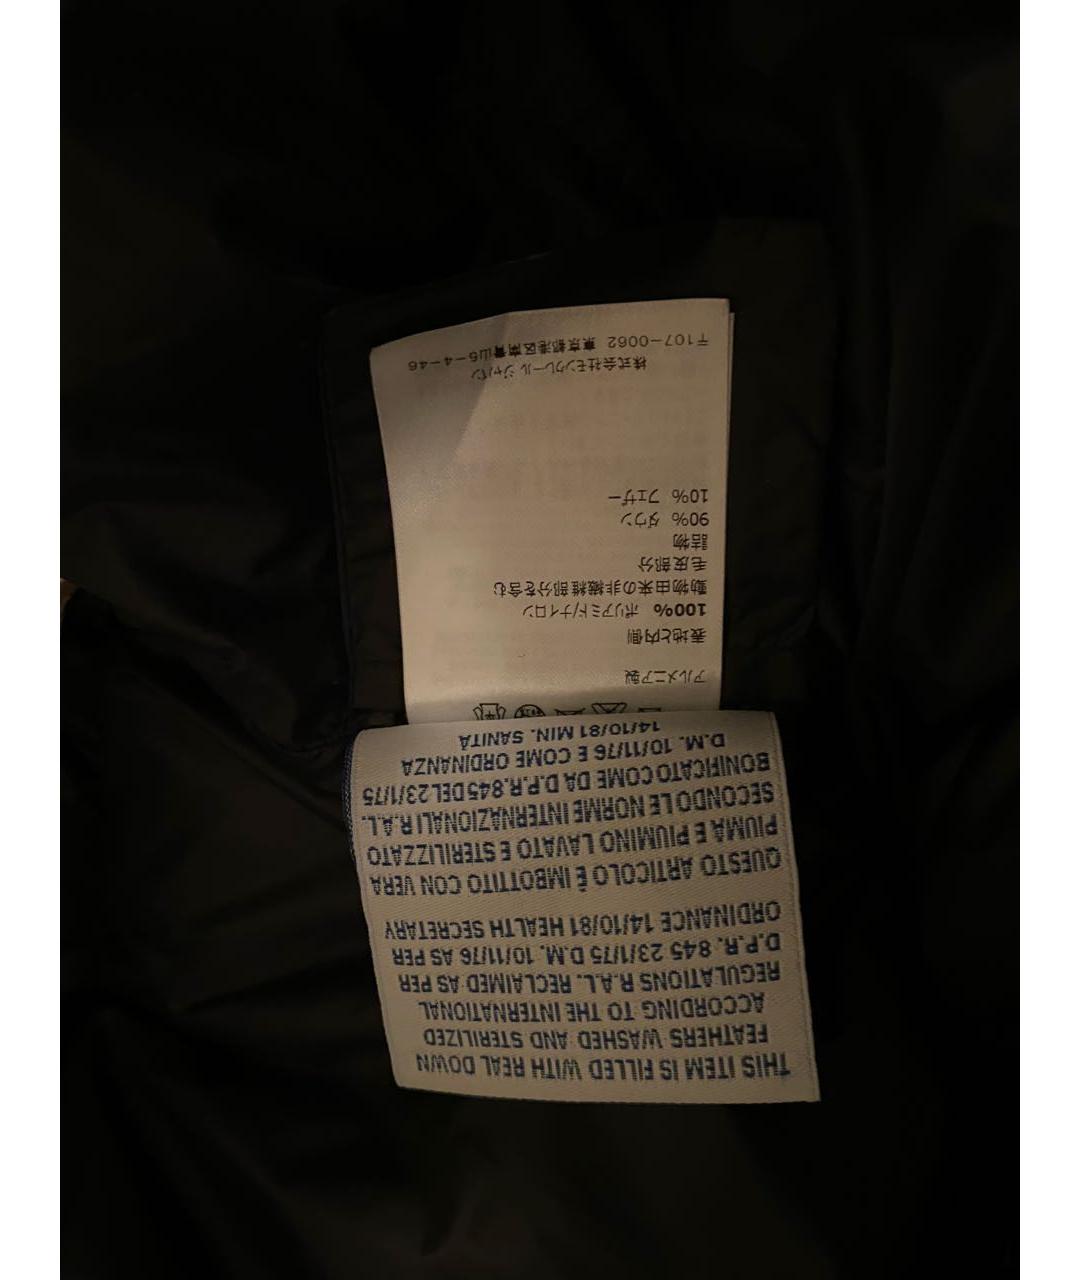 THIS ITEM IS FILLED WITH REAL DOWN
FEATHERS WASHED AND STERILIZED
ACCORDING TO THE INTERNATIONAL
REGULATIONS R.A.L. RECLAIMED AS PER
D.P.R. 845 23/1/75 D.M. 10/11/76 AS PER
ORDINANCE 14/10/81 HEALTH SECRETARY
QUESTO ARTICOLO È IMBOTTITO CON VERA
PIUMA E PIUMINO LAVATO E STERILIZZATO
SECONDO LE NORME INTERNAZIONALI R.A.L.
BONIFICATO COME DA D.P.R.845 DEL 23/1/75
D.M. 10/11/76 E COME ORDINANZA
14/10/81 MIN. SANITÀ
アルメニア製
表地と内側
100% ポリアミド/ナイロン
動物由来の非繊維部分を含む
毛皮部分
詰物
90% ダウン
10% フェザー
株式会社モンクレール ジャパン
〒107-0062 東京都港区南青山5-4-46